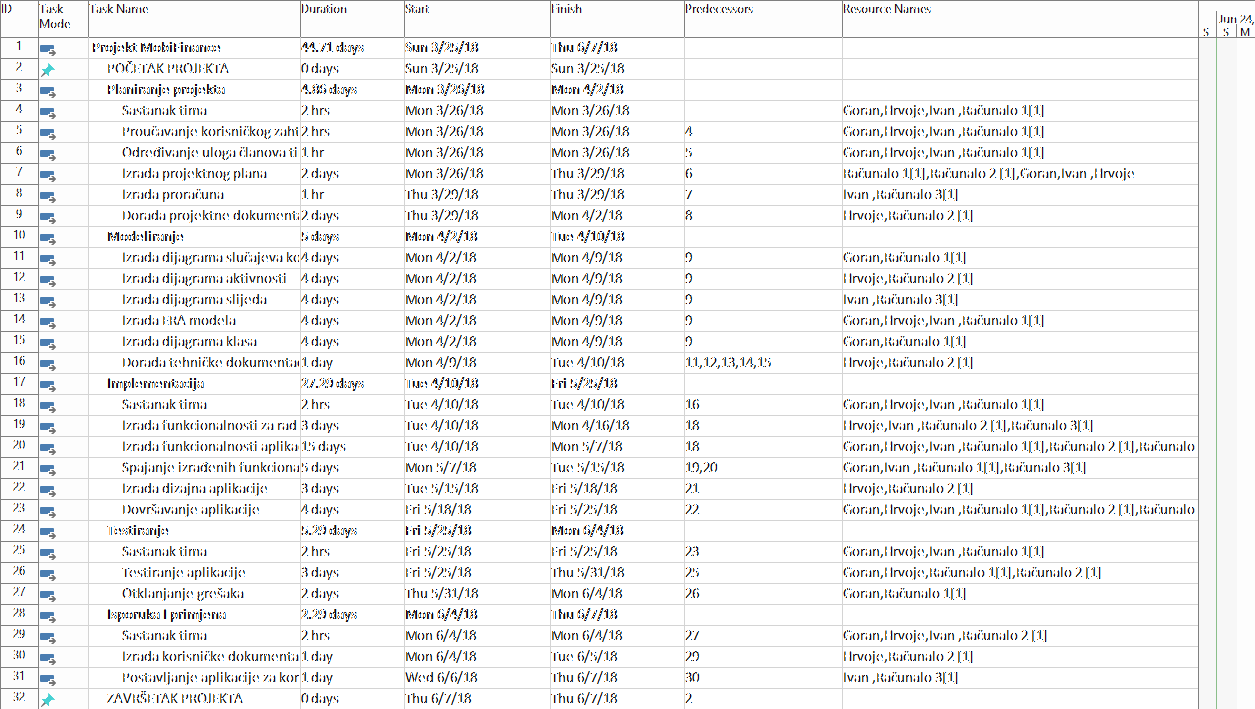 ID Task Mode Task Name Duration Start Finish Predecessors Resource Names
Jun 24,
S S M
1 Projekt MobiFinance 44.71 days Sun 3/25/18 Thu 6/7/18
2 POČETAK PROJEKTA 0 days Sun 3/25/18 Sun 3/25/18
3 Planiranje projekta 4.86 days Mon 3/26/18 Mon 4/2/18
4 Sastanak tima 2 hrs Mon 3/26/18 Mon 3/26/18 Goran,Hrvoje,Ivan ,Računalo 1[1]
5 Proučavanje korisničkog zaht 2 hrs Mon 3/26/18 Mon 3/26/18 4 Goran,Hrvoje,Ivan ,Računalo 1[1]
6 Određivanje uloga članova ti 1 hr Mon 3/26/18 Mon 3/26/18 5 Goran,Hrvoje,Ivan ,Računalo 1[1]
7 Izrada projektnog plana 2 days Mon 3/26/18 Thu 3/29/18 6 Računalo 1[1],Računalo 2 [1],Goran,Ivan ,Hrvoje
8 Izrada proračuna 1 hr Thu 3/29/18 Thu 3/29/18 7 Ivan ,Računalo 3[1]
9 Dorada projektne dokumenta 2 days Thu 3/29/18 Mon 4/2/18 8 Hrvoje,Računalo 2 [1]
10 Modeliranje 5 days Mon 4/2/18 Tue 4/10/18
11 Izrada dijagrama slučajeva ko 4 days Mon 4/2/18 Mon 4/9/18 9 Goran,Računalo 1[1]
12 Izrada dijagrama aktivnosti 4 days Mon 4/2/18 Mon 4/9/18 9 Hrvoje,Računalo 2 [1]
13 Izrada dijagrama slijeda 4 days Mon 4/2/18 Mon 4/9/18 9 Ivan ,Računalo 3[1]
14 Izrada ERA modela 4 days Mon 4/2/18 Mon 4/9/18 9 Goran,Hrvoje,Ivan ,Računalo 1[1]
15 Izrada dijagrama klasa 4 days Mon 4/2/18 Mon 4/9/18 9 Goran,Računalo 1[1]
16 Dorada tehničke dokumentac 1 day Mon 4/9/18 Tue 4/10/18 11,12,13,14,15 Hrvoje,Računalo 2 [1]
17 Implementacija 27.29 days Tue 4/10/18 Fri 5/25/18
18 Sastanak tima 2 hrs Tue 4/10/18 Tue 4/10/18 16 Goran,Hrvoje,Ivan ,Računalo 1[1]
19 Izrada funkcionalnosti za rad 3 days Tue 4/10/18 Mon 4/16/18 18 Hrvoje,Ivan ,Računalo 2 [1],Računalo 3[1]
20 Izrada funkcionalnosti aplika 15 days Tue 4/10/18 Mon 5/7/18 18 Goran,Hrvoje,Ivan ,Računalo 1[1],Računalo 2 [1],Računalo
21 Spajanje izrađenih funkciona 5 days Mon 5/7/18 Tue 5/15/18 19,20 Goran,Ivan ,Računalo 1[1],Računalo 3[1]
22 Izrada dizajna aplikacije 3 days Tue 5/15/18 Fri 5/18/18 21 Hrvoje,Računalo 2 [1]
23 Dovršavanje aplikacije 4 days Fri 5/18/18 Fri 5/25/18 22 Goran,Hrvoje,Ivan ,Računalo 1[1],Računalo 2 [1],Računalo
24 Testiranje 5.29 days Fri 5/25/18 Mon 6/4/18
25 Sastanak tima 2 hrs Fri 5/25/18 Fri 5/25/18 23 Goran,Hrvoje,Ivan ,Računalo 1[1]
26 Testiranje aplikacije 3 days Fri 5/25/18 Thu 5/31/18 25 Goran,Hrvoje,Računalo 1[1],Računalo 2 [1]
27 Otklanjanje grešaka 2 days Thu 5/31/18 Mon 6/4/18 26 Goran,Računalo 1[1]
28 Isporuka i primjena 2.29 days Mon 6/4/18 Thu 6/7/18
29 Sastanak tima 2 hrs Mon 6/4/18 Mon 6/4/18 27 Goran,Hrvoje,Ivan ,Računalo 2 [1]
30 Izrada korisničke dokumenta 1 day Mon 6/4/18 Tue 6/5/18 29 Hrvoje,Računalo 2 [1]
31 Postavljanje aplikacije za kor 1 day Wed 6/6/18 Thu 6/7/18 30 Ivan ,Računalo 3[1]
32 ZAVRŠETAK PROJEKTA 0 days Thu 6/7/18 Thu 6/7/18 2